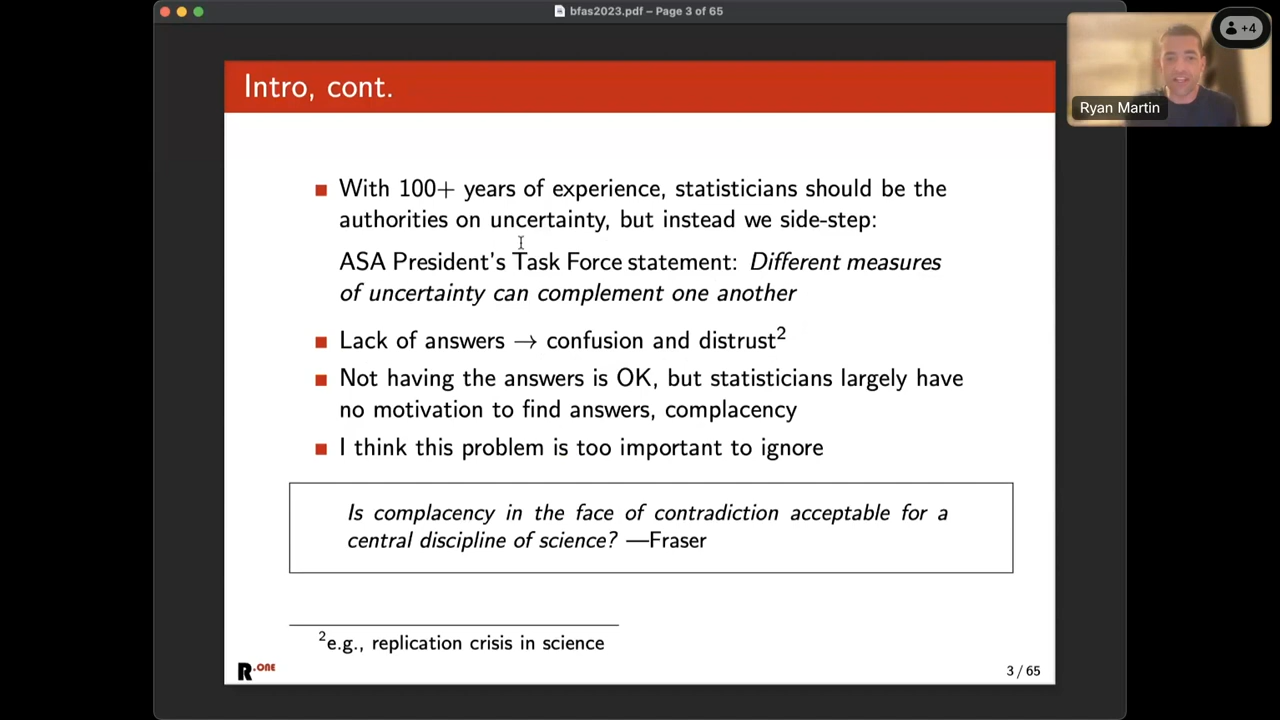 bfas2023.pdf – Page 3 of 65
+4
Ryan Martin
Intro, cont.
With 100+ years of experience, statisticians should be the
authorities on uncertainty, but instead we side-step:
ASA President's Task Force statement: Different measures
of uncertainty can complement one another
Lack of answers → confusion and distrust²
Not having the answers is OK, but statisticians largely have
no motivation to find answers, complacency
I think this problem is too important to ignore
Is complacency in the face of contradiction acceptable for a
central discipline of science? —Fraser
²e.g., replication crisis in science
R.ONE
3 / 65